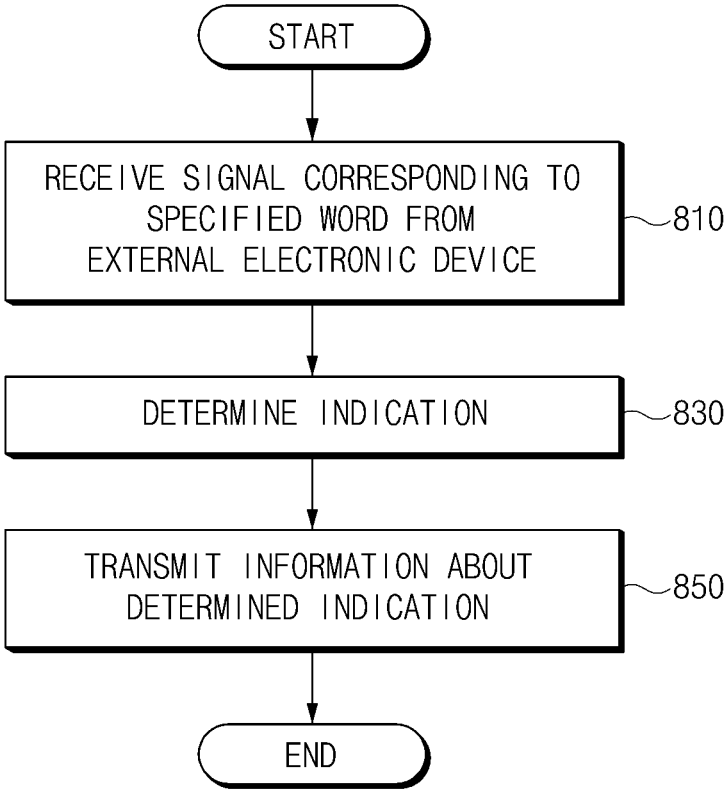 START
RECEIVE SIGNAL CORRESPONDING TO
SPECIFIED WORD FROM
EXTERNAL ELECTRONIC DEVICE
810
DETERMINE INDICATION
830
TRANSMIT INFORMATION ABOUT
DETERMINED INDICATION
850
END